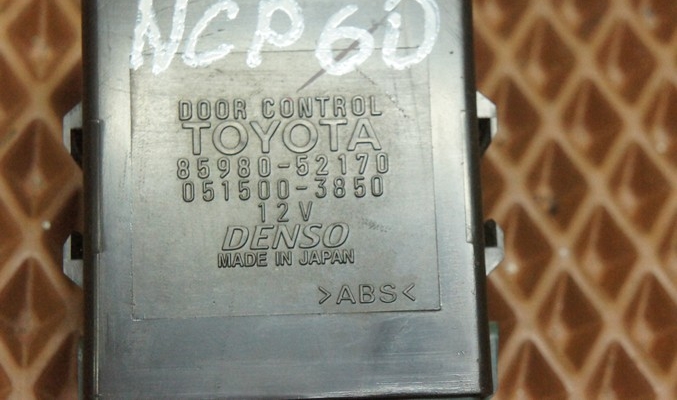 NCP60
DOOR CONTROL
TOYOTA
85980-52170
051500-3850
12V
DENSO
MADE IN JAPAN
>ABS<